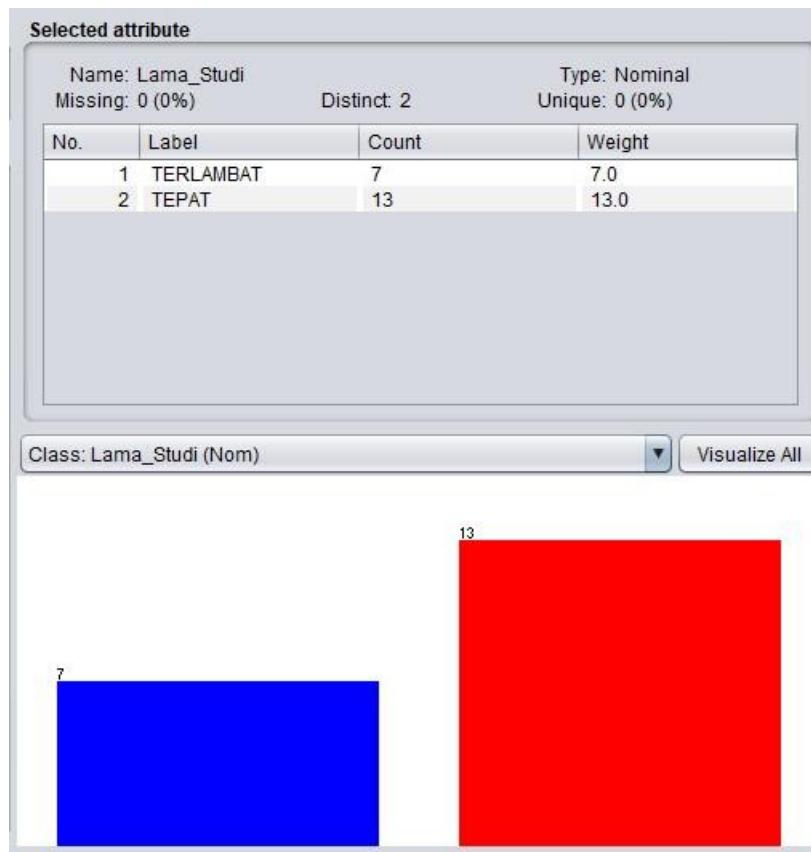 Selected attribute
Name: Lama_Studi Type: Nominal
Missing: 0 (0%) Distinct: 2 Unique: 0 (0%)
No. Label Count Weight
1 TERLAMBAT 7 7.0
2 TEPAT 13 13.0
Class: Lama_Studi (Nom) Visualize All
13
7